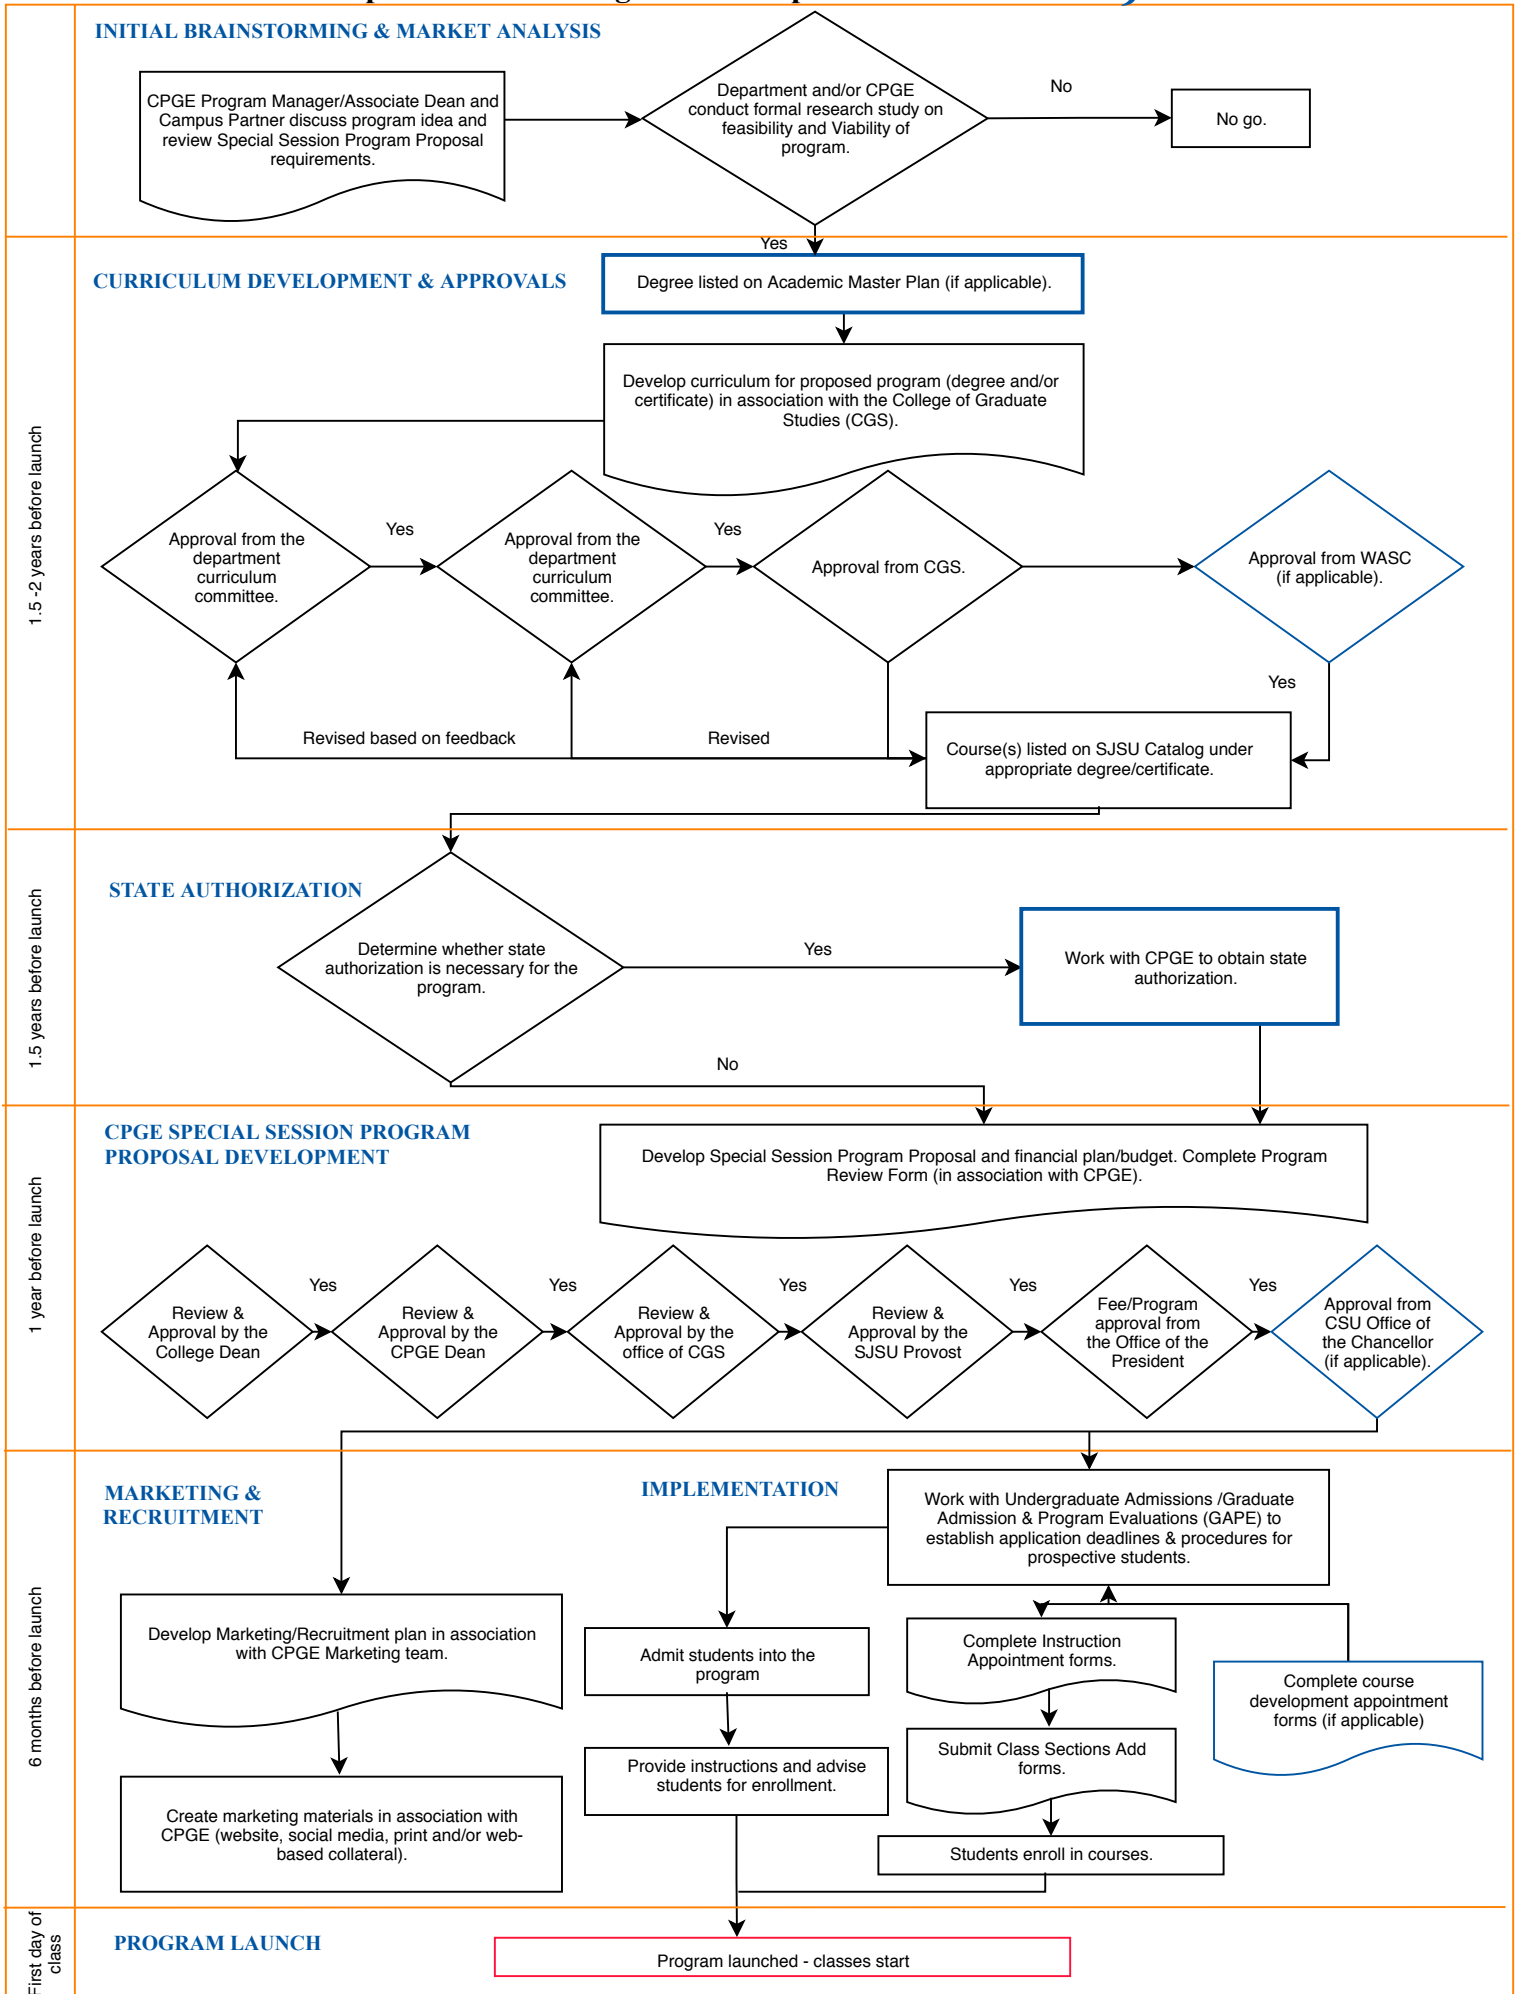 INITIAL BRAINSTORMING & MARKET ANALYSIS
CPGE Program Manager/Associate Dean and
Campus Partner discuss program idea and
review Special Session Program Proposal
requirements.
Department and/or CPGE
conduct formal research study on
feasibility and Viability of
program.
No
No go.
Yes
1.5 -2 years before launch
CURRICULUM DEVELOPMENT & APPROVALS
Degree listed on Academic Master Plan (if applicable).
Develop curriculum for proposed program (degree and/or
certificate) in association with the College of Graduate
Studies (CGS).
Approval from the
department
curriculum
committee.
Yes
Approval from the
department
curriculum
committee.
Yes
Approval from CGS.
Approval from WASC
(if applicable).
Yes
Revised based on feedback
Revised
Course(s) listed on SJSU Catalog under
appropriate degree/certificate.
1.5 years before launch
STATE AUTHORIZATION
Determine whether state
authorization is necessary for the
program.
Yes
Work with CPGE to obtain state
authorization.
No
1 year before launch
CPGE SPECIAL SESSION PROGRAM
PROPOSAL DEVELOPMENT
Develop Special Session Program Proposal and financial plan/budget. Complete Program
Review Form (in association with CPGE).
Review &
Approval by the
College Dean
Yes
Review &
Approval by the
CPGE Dean
Yes
Review &
Approval by the
office of CGS
Yes
Review &
Approval by the
SJSU Provost
Yes
Fee/Program
approval from
the Office of the
President
Yes
Approval from
CSU Office of
the Chancellor
(if applicable).
6 months before launch
MARKETING &
RECRUITMENT
Develop Marketing/Recruitment plan in association
with CPGE Marketing team.
Create marketing materials in association with
CPGE (website, social media, print and/or web-
based collateral).
IMPLEMENTATION
Work with Undergraduate Admissions /Graduate
Admission & Program Evaluations (GAPE) to
establish application deadlines & procedures for
prospective students.
Admit students into the
program
Provide instructions and advise
students for enrollment.
Complete Instruction
Appointment forms.
Submit Class Sections Add
forms.
Students enroll in courses.
Complete course
development appointment
forms (if applicable)
First day of
class
PROGRAM LAUNCH
Program launched - classes start